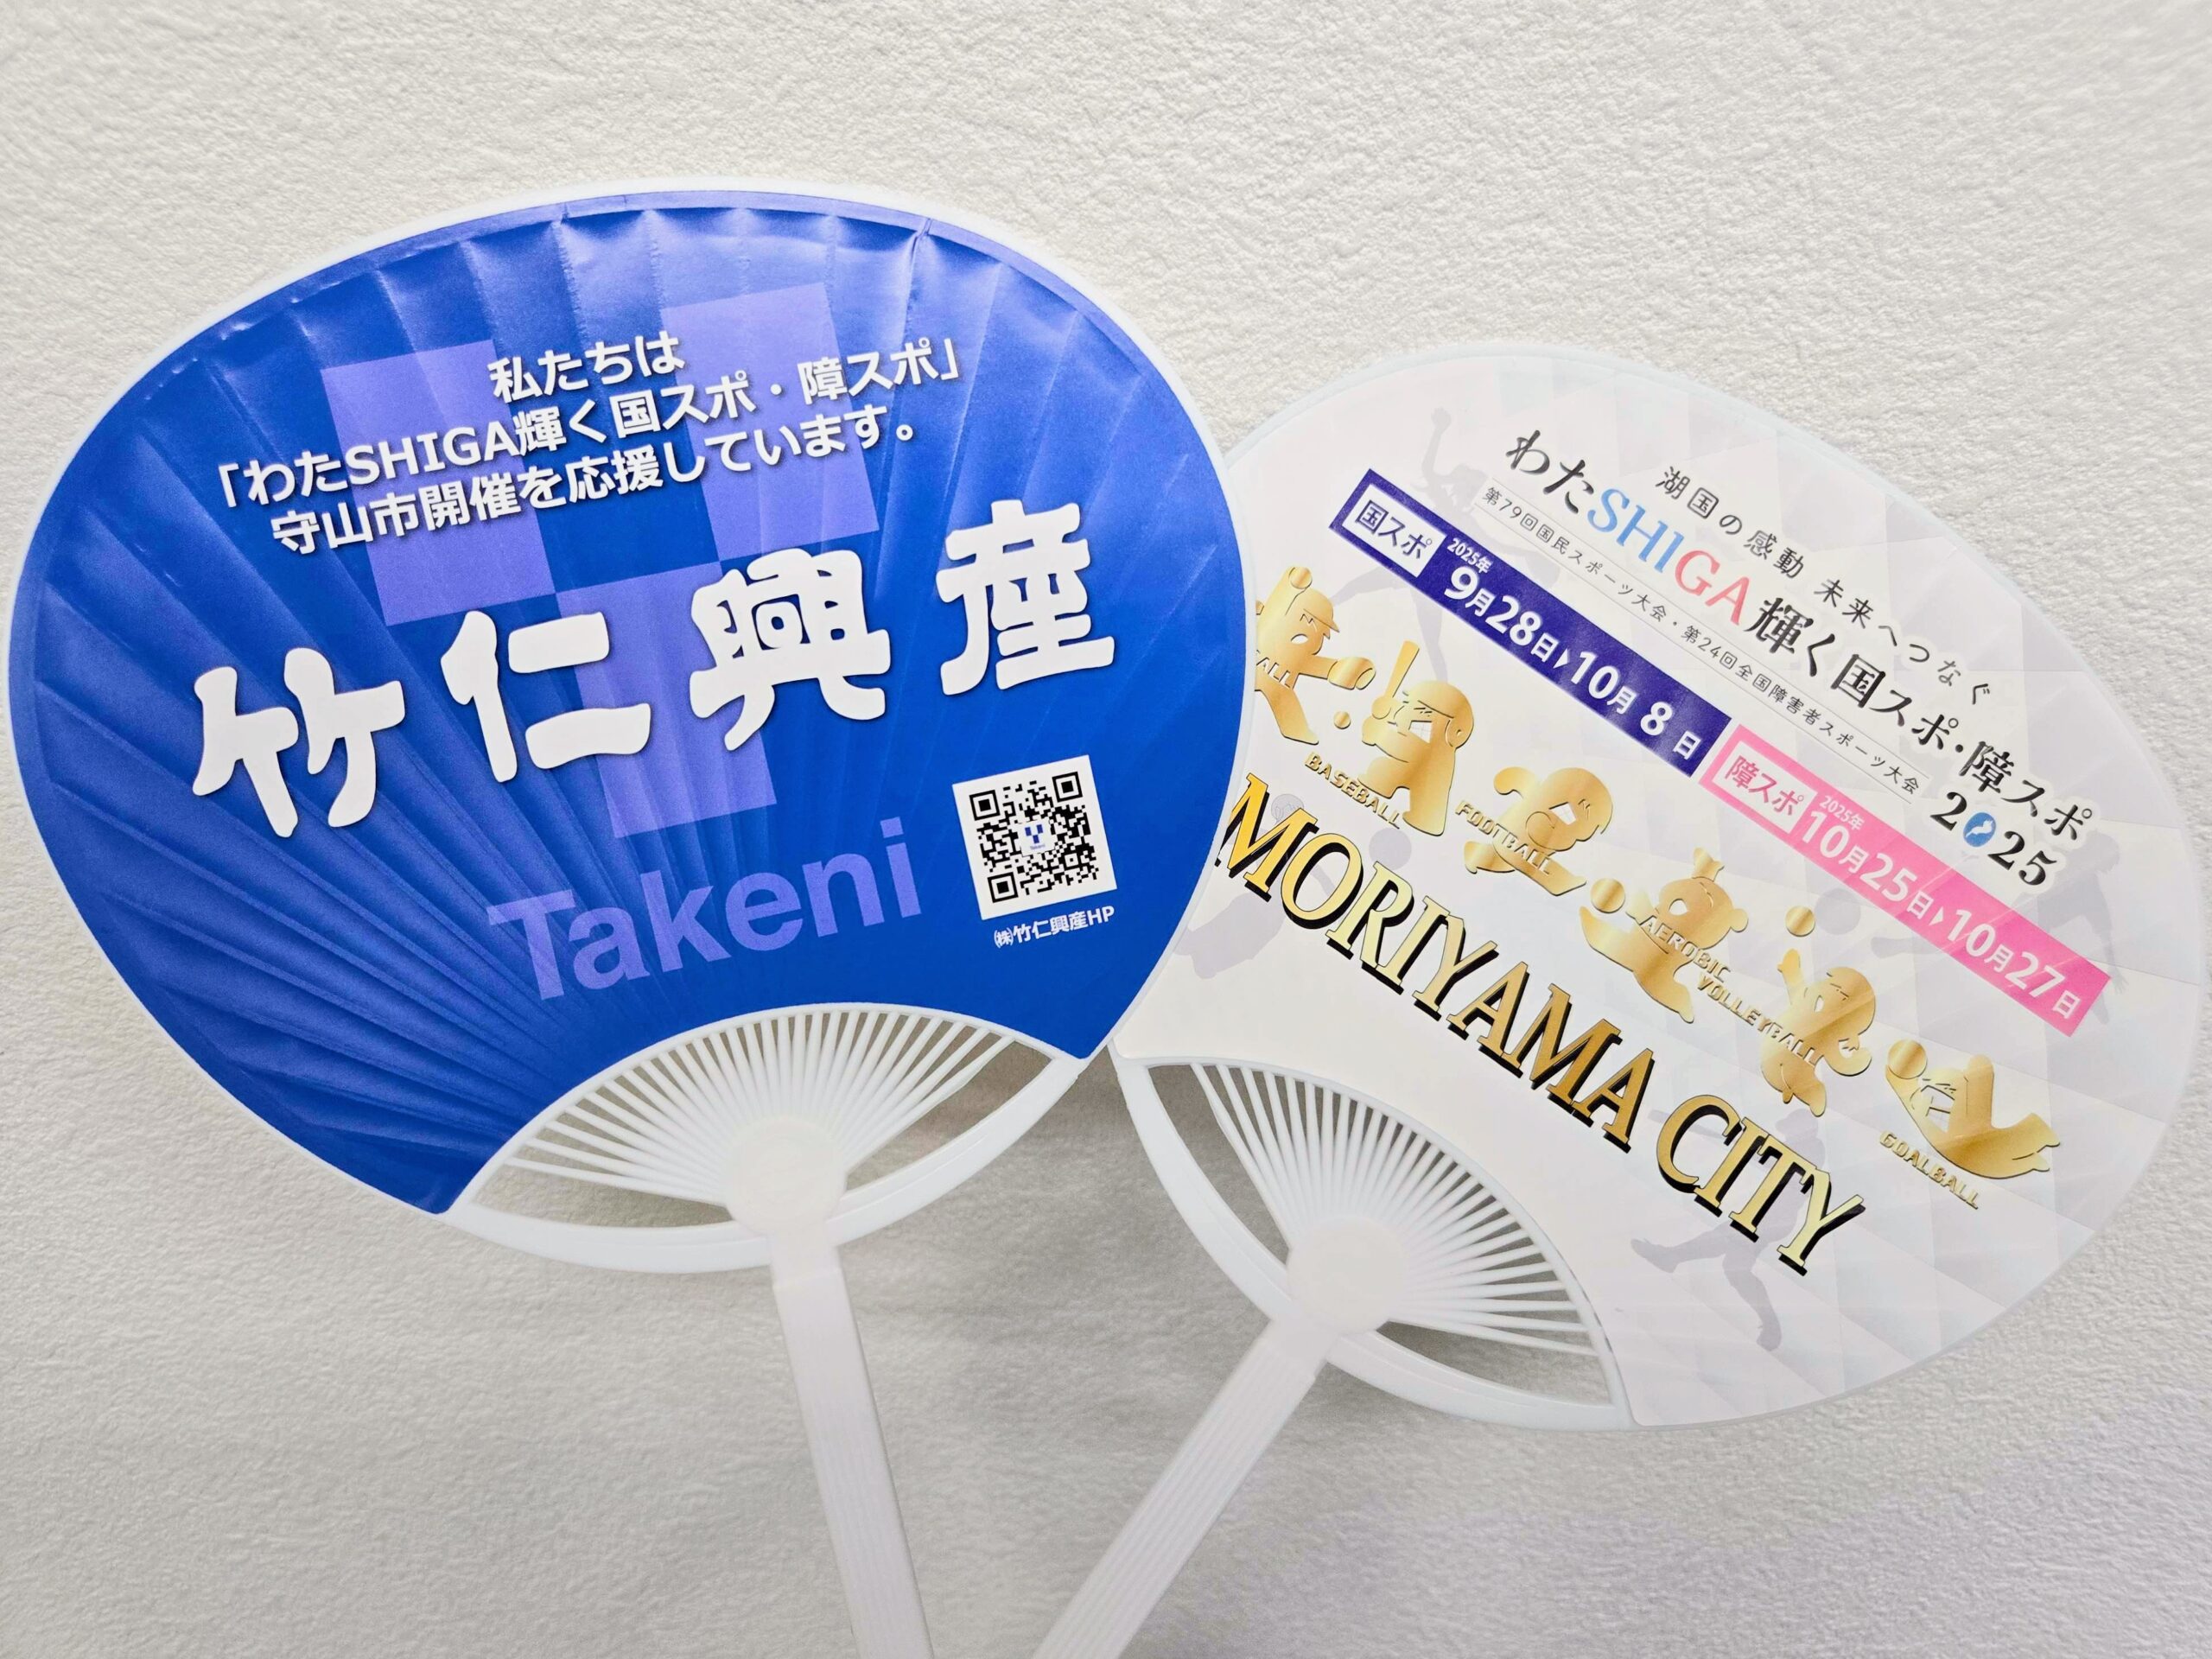 私たちは
「わたSHIGA輝く国スポ・障スポ」
守山市開催を応援しています。
竹仁興産
Takeni
㈱竹仁興産HP
湖国の感動 未来へつなぐ
わたSHIGA輝く国スポ・障スポ
2025
第79回国民スポーツ大会・第24回全国障害者スポーツ大会
国スポ 2025年 9月28日▶10月8日
障スポ 2025年 10月25日▶10月27日
BASEBALL
FOOTBALL
AEROBIC
VOLLEYBALL
GOALBALL
MORIYAMA CITY